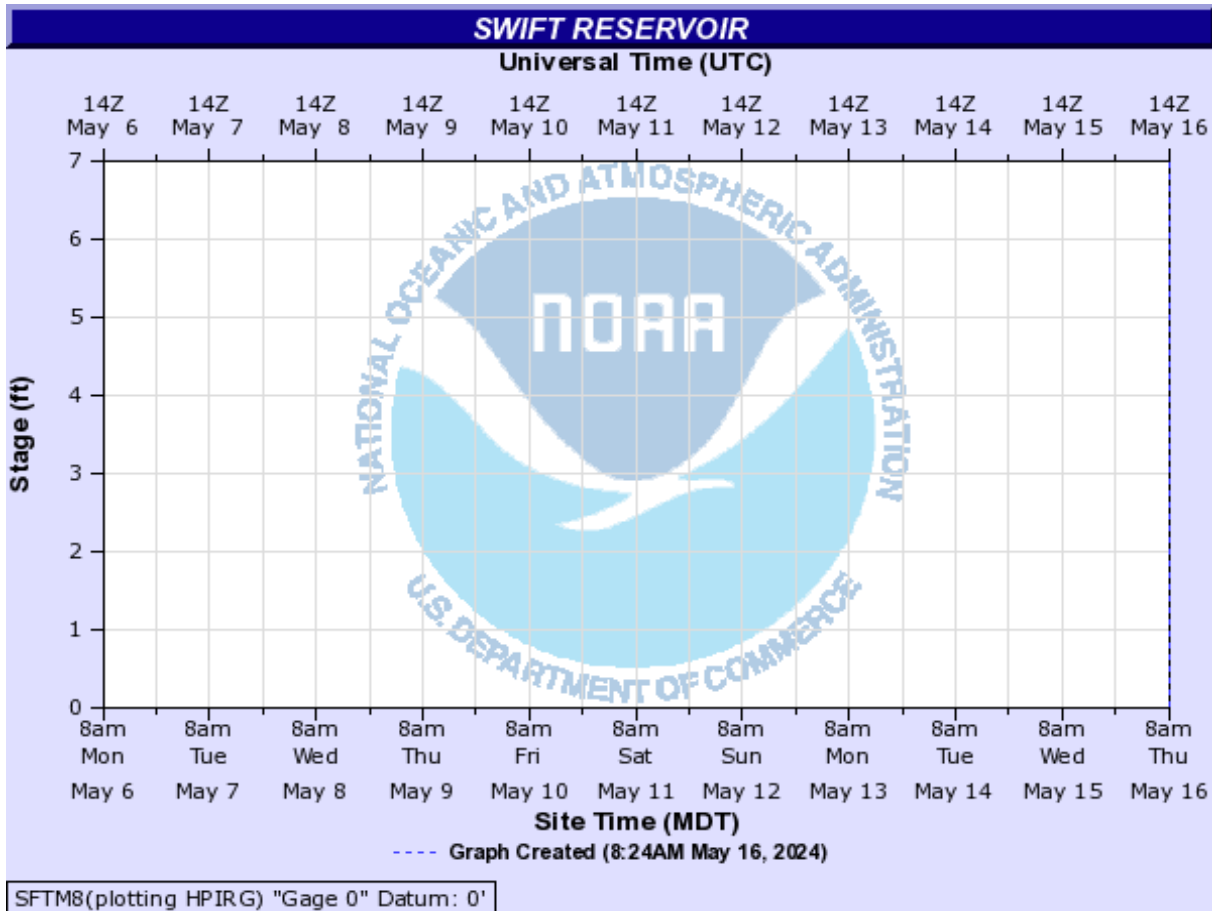 SWIFT RESERVOIR
Universal Time (UTC)
14Z 14Z 14Z 14Z 14Z 14Z 14Z 14Z 14Z 14Z 14Z
May 6 May 7 May 8 May 9 May 10 May 11 May 12 May 13 May 14 May 15 May 16
7
6
5
4
3
2
1
0
Stage (ft)
NATIONAL OCEANIC AND ATMOSPHERIC ADMINISTRATION
NOAA
U.S. DEPARTMENT OF COMMERCE
8am 8am 8am 8am 8am 8am 8am 8am 8am 8am 8am
Mon Tue Wed Thu Fri Sat Sun Mon Tue Wed Thu
May 6 May 7 May 8 May 9 May 10 May 11 May 12 May 13 May 14 May 15 May 16
Site Time (MDT)
---- Graph Created (8:24AM May 16, 2024)
SFTM8(plotting HPIRG) "Gage 0" Datum: 0'